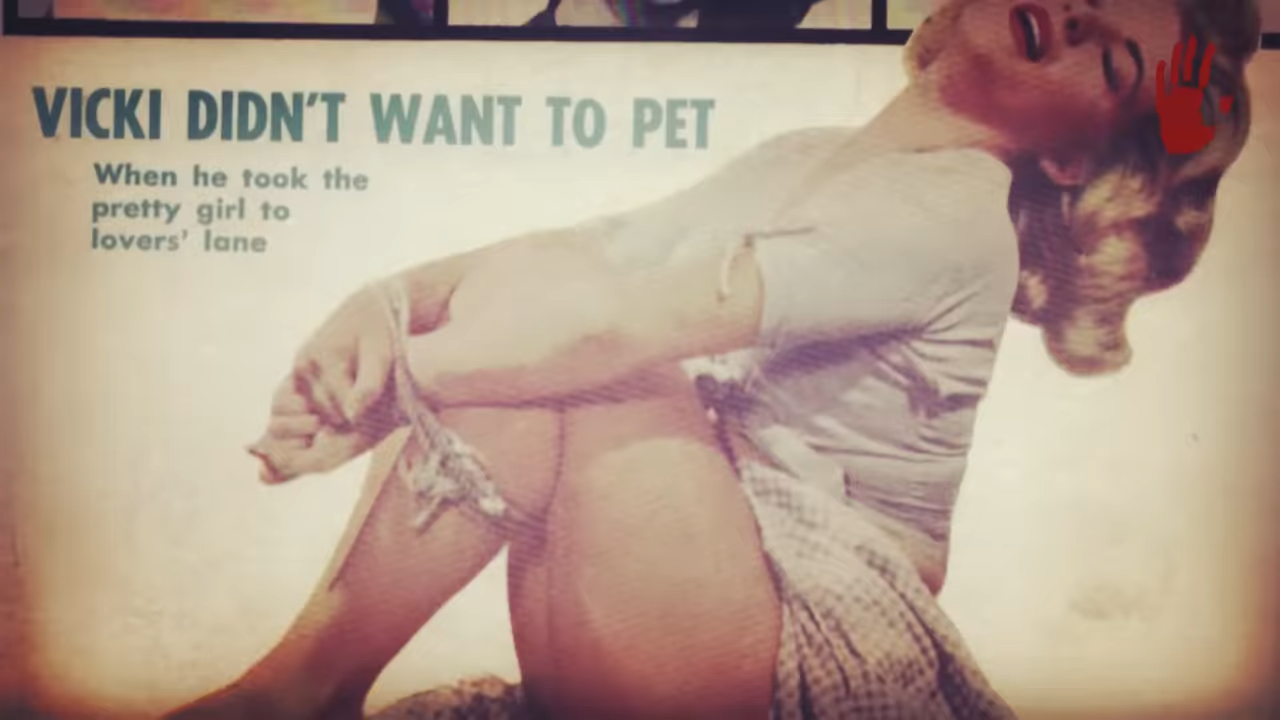 VICKI DIDN'T WANT TO PET
When he took the
pretty girl to
lovers' lane